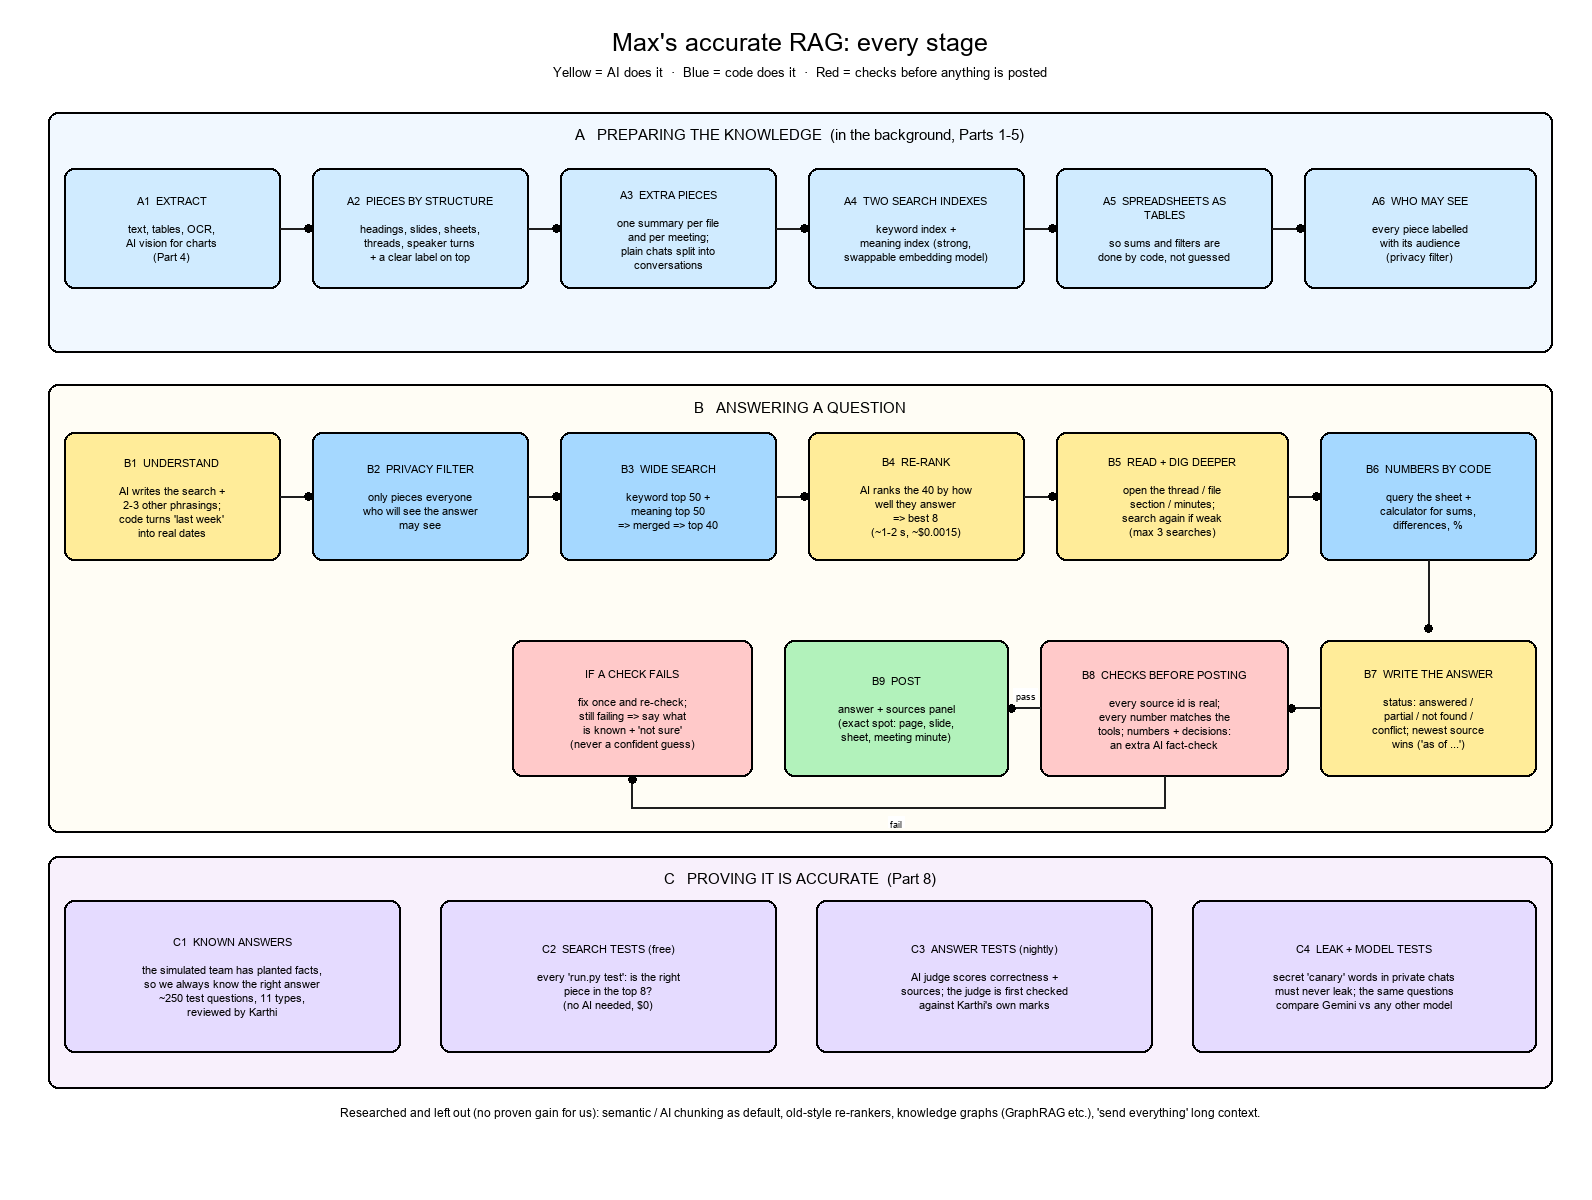 Max's accurate RAG: every stage
Yellow = AI does it · Blue = code does it · Red = checks before anything is posted
A PREPARING THE KNOWLEDGE (in the background, Parts 1-5)
A1 EXTRACT
text, tables, OCR,
AI vision for charts
(Part 4)
A2 PIECES BY STRUCTURE
headings, slides, sheets,
threads, speaker turns
+ a clear label on top
A3 EXTRA PIECES
one summary per file
and per meeting;
plain chats split into
conversations
A4 TWO SEARCH INDEXES
keyword index +
meaning index (strong,
swappable embedding model)
A5 SPREADSHEETS AS
TABLES
so sums and filters are
done by code, not guessed
A6 WHO MAY SEE
every piece labelled
with its audience
(privacy filter)
B ANSWERING A QUESTION
B1 UNDERSTAND
AI writes the search +
2-3 other phrasings;
code turns 'last week'
into real dates
B2 PRIVACY FILTER
only pieces everyone
who will see the answer
may see
B3 WIDE SEARCH
keyword top 50 +
meaning top 50
=> merged => top 40
B4 RE-RANK
AI ranks the 40 by how
well they answer
=> best 8
(~1-2 s, ~$0.0015)
B5 READ + DIG DEEPER
open the thread / file
section / minutes;
search again if weak
(max 3 searches)
B6 NUMBERS BY CODE
query the sheet +
calculator for sums,
differences, %
IF A CHECK FAILS
fix once and re-check;
still failing => say what
is known + 'not sure'
(never a confident guess)
B9 POST
answer + sources panel
(exact spot: page, slide,
sheet, meeting minute)
pass
B8 CHECKS BEFORE POSTING
every source id is real;
every number matches the
tools; numbers + decisions:
an extra AI fact-check
B7 WRITE THE ANSWER
status: answered /
partial / not found /
conflict; newest source
wins ('as of ...')
fail
C PROVING IT IS ACCURATE (Part 8)
C1 KNOWN ANSWERS
the simulated team has planted facts,
so we always know the right answer
~250 test questions, 11 types,
reviewed by Karthi
C2 SEARCH TESTS (free)
every 'run.py test': is the right
piece in the top 8?
(no AI needed, $0)
C3 ANSWER TESTS (nightly)
AI judge scores correctness +
sources; the judge is first checked
against Karthi's own marks
C4 LEAK + MODEL TESTS
secret 'canary' words in private chats
must never leak; the same questions
compare Gemini vs any other model
Researched and left out (no proven gain for us): semantic / AI chunking as default, old-style re-rankers, knowledge graphs (GraphRAG etc.), 'send everything' long context.